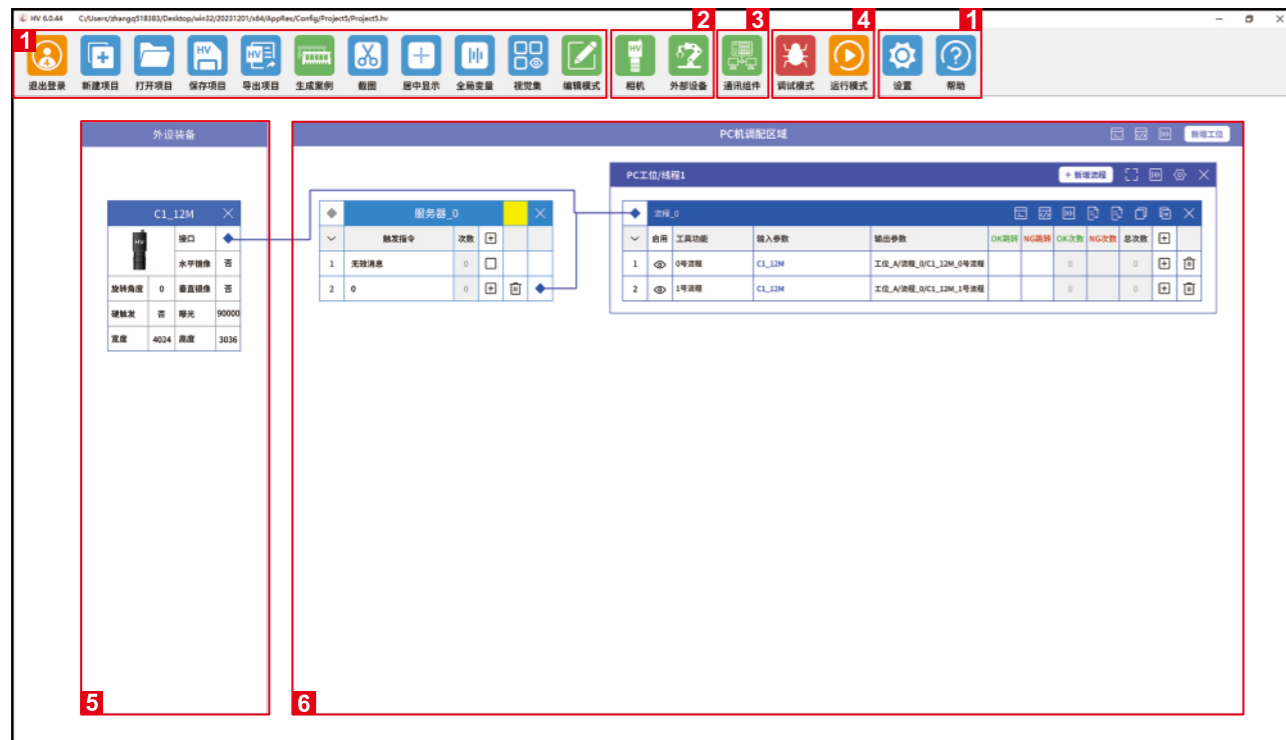 HV 6.0.44 C:/Users/zhangq518383/Desktop/win32/20231201/x64/AppRes/Config/Project5/Project5.hv
1 2 3 4 1
退出登录 新建项目 打开项目 保存项目 导出项目 生成案例 截图 居中显示 全局变量 视觉集 编辑模式 相机 外部设备 通讯组件 调试模式 运行模式 设置 帮助
外设装备
PC机调配区域 新增工位
PC工位/线程1 + 新增流程
C1_12M
HV
接口
水平镜像 否
旋转角度 0 垂直镜像 否
硬触发 否 曝光 90000
宽度 4024 高度 3036
服务器_0
触发指令 次数
1 无效消息 0
2 0 0
流程_0
启用 工具功能 输入参数 输出参数 OK跳转 NG跳转 OK次数 NG次数 总次数
1 0号流程 C1_12M 工位_A/流程_0/C1_12M_0号流程 0 0
2 1号流程 C1_12M 工位_A/流程_0/C1_12M_1号流程 0 0
5 6